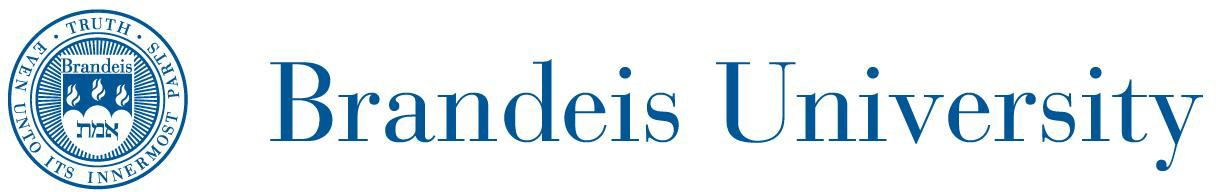 TRUTH · EVEN UNTO ITS INNERMOST PARTS ·
Brandeis
אמת
Brandeis University